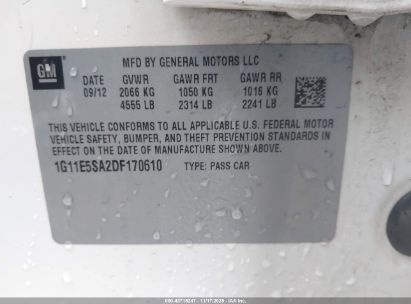 GM
MFD BY GENERAL MOTORS LLC
DATE GVWR GAWR FRT GAWR RR
09/12 2066 KG 1050 KG 1016 KG
4555 LB 2314 LB 2241 LB
THIS VEHICLE CONFORMS TO ALL APPLICABLE U.S. FEDERAL MOTOR
VEHICLE SAFETY, BUMPER, AND THEFT PREVENTION STANDARDS IN
EFFECT ON THE DATE OF MANUFACTURE SHOWN ABOVE.
1G11E5SA2DF170610 TYPE: PASS CAR